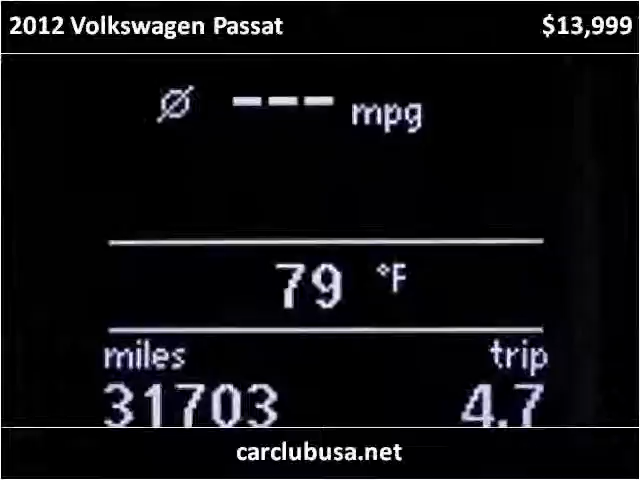 2012 Volkswagen Passat $13,999
Ø --- mpg
79 °F
miles trip
31703 4.7
carclubusa.net